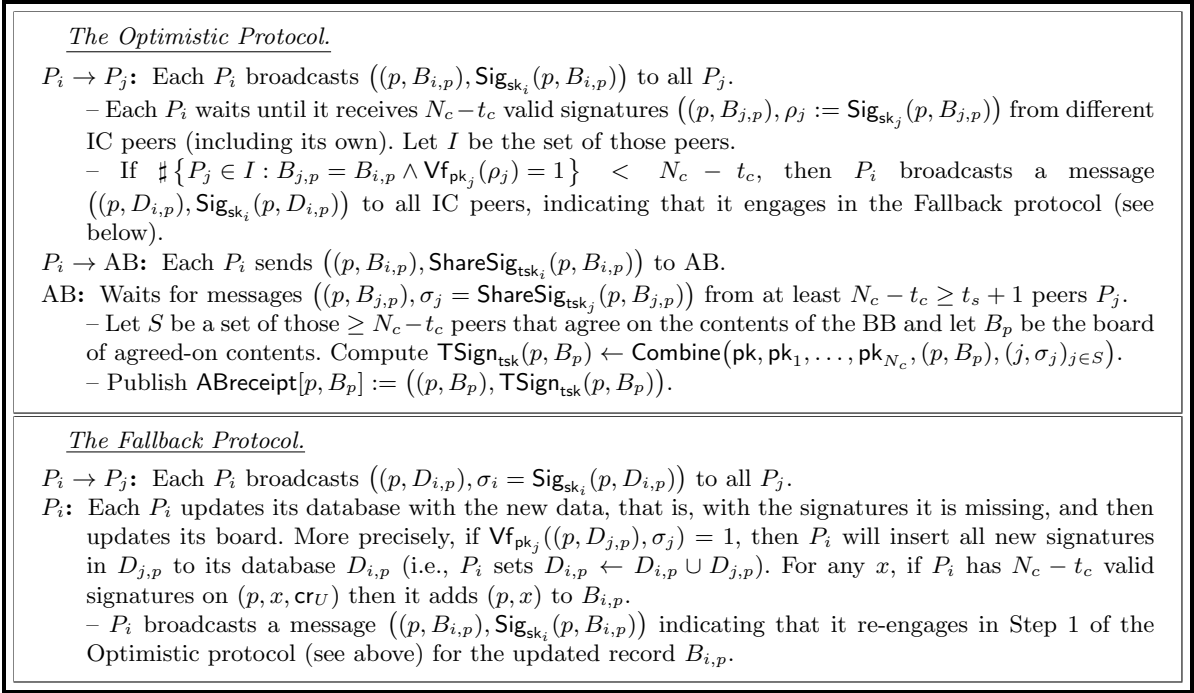 The Optimistic Protocol.
P_i → P_j: Each P_i broadcasts ((p, B_{i,p}), Sig_{sk_i}(p, B_{i,p})) to all P_j.
– Each P_i waits until it receives N_c − t_c valid signatures ((p, B_{j,p}), ρ_j := Sig_{sk_j}(p, B_{j,p})) from different
IC peers (including its own). Let I be the set of those peers.
– If ♯{P_j ∈ I : B_{j,p} = B_{i,p} ∧ Vf_{pk_j}(ρ_j) = 1} < N_c − t_c, then P_i broadcasts a message
((p, D_{i,p}), Sig_{sk_i}(p, D_{i,p})) to all IC peers, indicating that it engages in the Fallback protocol (see
below).
P_i → AB: Each P_i sends ((p, B_{i,p}), ShareSig_{tsk_i}(p, B_{i,p})) to AB.
AB: Waits for messages ((p, B_{j,p}), σ_j = ShareSig_{tsk_j}(p, B_{j,p})) from at least N_c − t_c ≥ t_s + 1 peers P_j.
– Let S be a set of those ≥ N_c − t_c peers that agree on the contents of the BB and let B_p be the board
of agreed-on contents. Compute TSign_{tsk}(p, B_p) ← Combine(pk, pk_1, . . . , pk_{N_c}, (p, B_p), (j, σ_j)_{j∈S}).
– Publish ABreceipt[p, B_p] := ((p, B_p), TSign_{tsk}(p, B_p)).
The Fallback Protocol.
P_i → P_j: Each P_i broadcasts ((p, D_{i,p}), σ_i = Sig_{sk_i}(p, D_{i,p})) to all P_j.
P_i: Each P_i updates its database with the new data, that is, with the signatures it is missing, and then
updates its board. More precisely, if Vf_{pk_j}((p, D_{j,p}), σ_j) = 1, then P_i will insert all new signatures
in D_{j,p} to its database D_{i,p} (i.e., P_i sets D_{i,p} ← D_{i,p} ∪ D_{j,p}). For any x, if P_i has N_c − t_c valid
signatures on (p, x, cr_U) then it adds (p, x) to B_{i,p}.
– P_i broadcasts a message ((p, B_{i,p}), Sig_{sk_i}(p, B_{i,p})) indicating that it re-engages in Step 1 of the
Optimistic protocol (see above) for the updated record B_{i,p}.